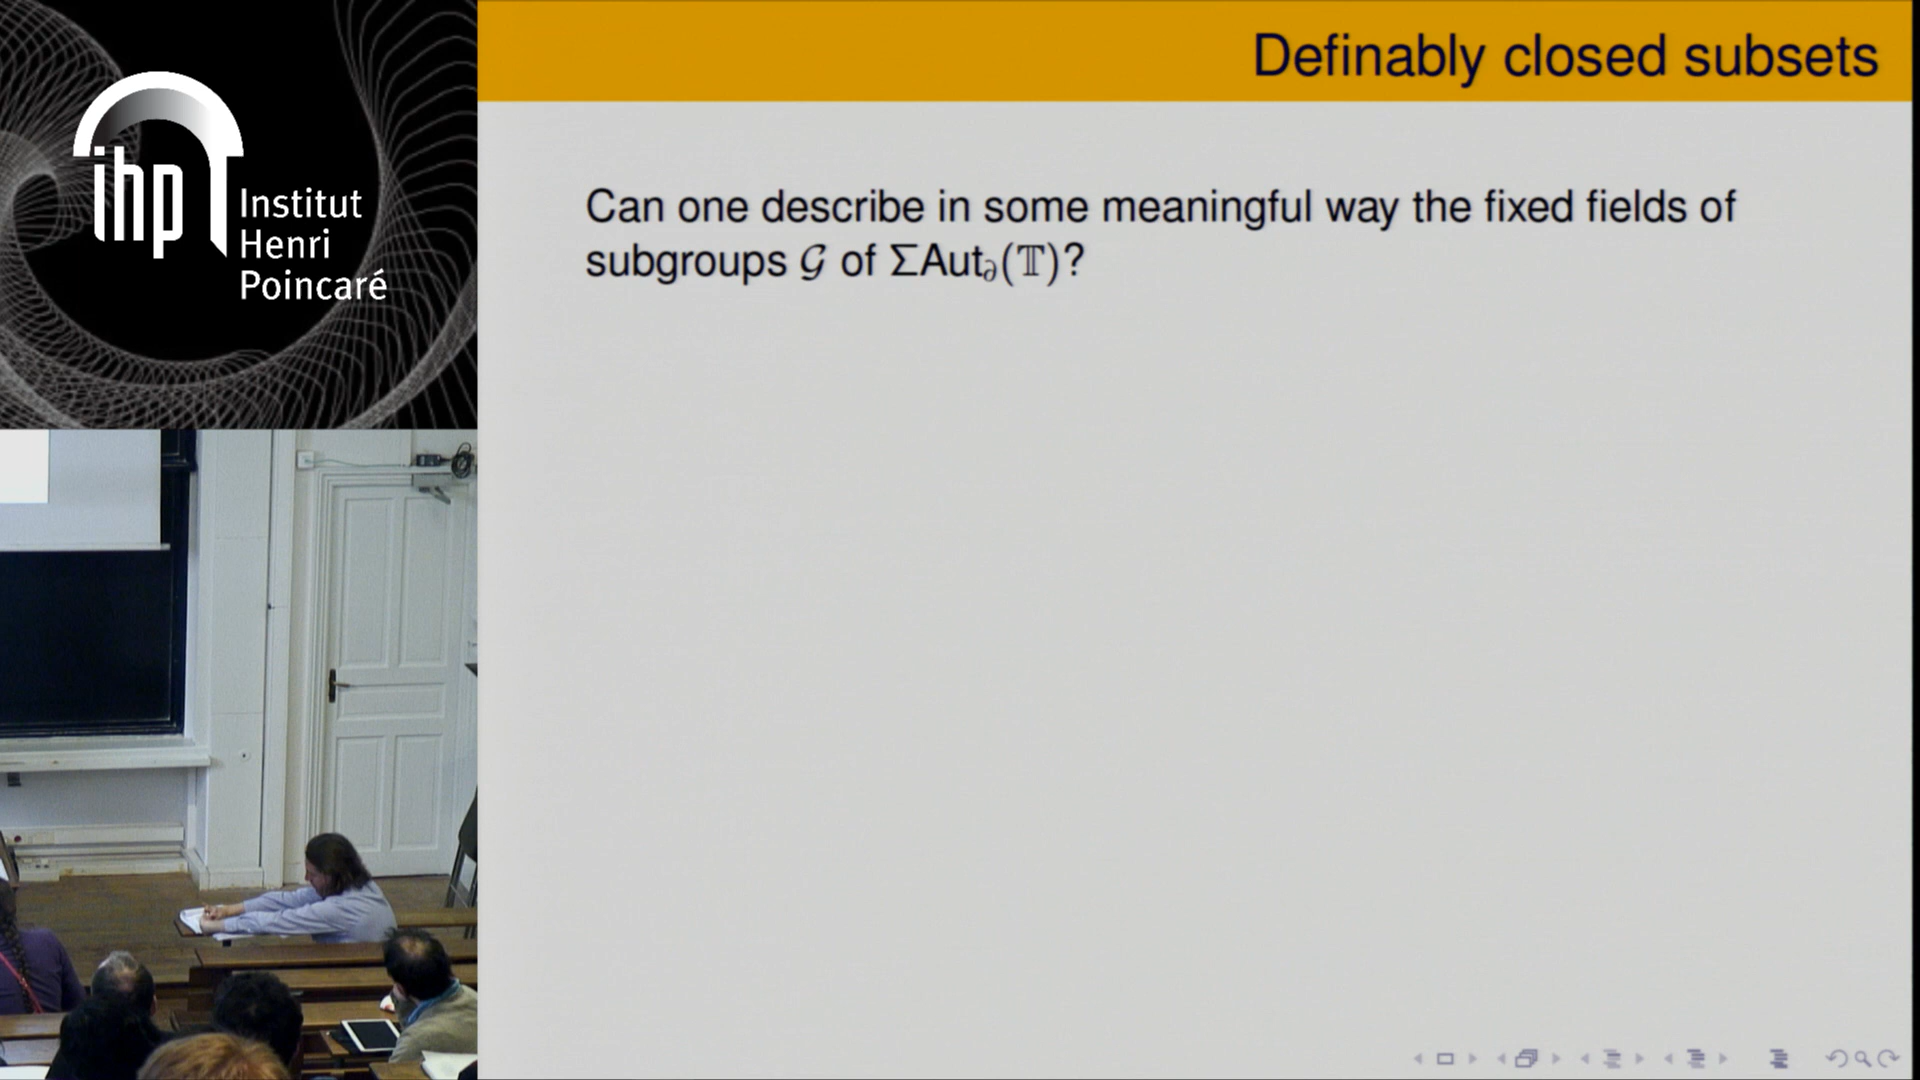 ihp
Institut
Henri
Poincaré
Definably closed subsets
Can one describe in some meaningful way the fixed fields of
subgroups 𝒢 of ΣAut∂(𝕋)?